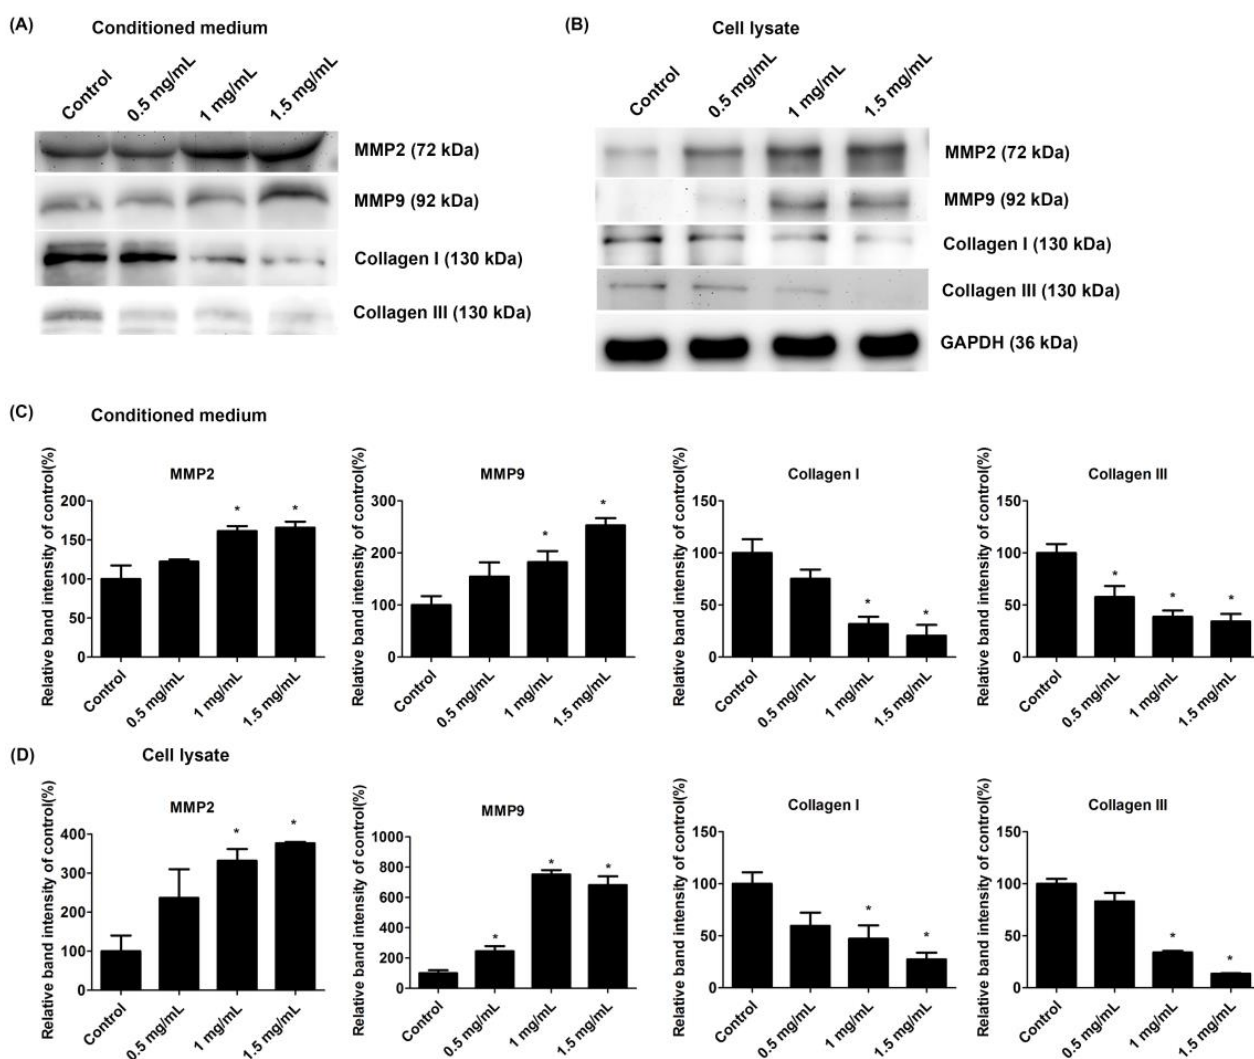 (A)
Conditioned medium
Control
0.5 mg/mL
1 mg/mL
1.5 mg/mL
MMP2 (72 kDa)
MMP9 (92 kDa)
Collagen I (130 kDa)
Collagen III (130 kDa)
(B)
Cell lysate
Control
0.5 mg/mL
1 mg/mL
1.5 mg/mL
MMP2 (72 kDa)
MMP9 (92 kDa)
Collagen I (130 kDa)
Collagen III (130 kDa)
GAPDH (36 kDa)
(C)
Conditioned medium
MMP2
Relative band intensity of control(%)
200
150
100
50
0
* *
Control
0.5 mg/mL
1 mg/mL
1.5 mg/mL
MMP9
Relative band intensity of control(%)
300
200
100
0
* *
Control
0.5 mg/mL
1 mg/mL
1.5 mg/mL
Collagen I
Relative band intensity of control(%)
150
100
50
0
* *
Control
0.5 mg/mL
1 mg/mL
1.5 mg/mL
Collagen III
Relative band intensity of control(%)
150
100
50
0
* * *
Control
0.5 mg/mL
1 mg/mL
1.5 mg/mL
(D)
Cell lysate
MMP2
Relative band intensity of control(%)
400
300
200
100
0
* *
Control
0.5 mg/mL
1 mg/mL
1.5 mg/mL
MMP9
Relative band intensity of control(%)
1000
800
600
400
200
0
* * *
Control
0.5 mg/mL
1 mg/mL
1.5 mg/mL
Collagen I
Relative band intensity of control(%)
150
100
50
0
* *
Control
0.5 mg/mL
1 mg/mL
1.5 mg/mL
Collagen III
Relative band intensity of control(%)
150
100
50
0
* *
Control
0.5 mg/mL
1 mg/mL
1.5 mg/mL